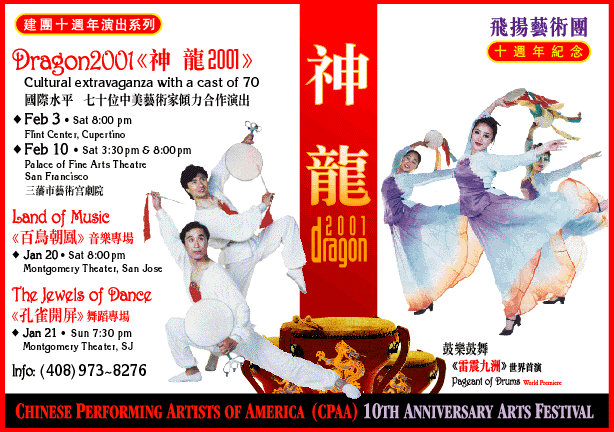 建團十週年演出系列
Dragon2001《神 龍2001》
Cultural extravaganza with a cast of 70
國際水平 七十位中美藝術家傾力合作演出
◆ Feb 3 • Sat 8:00 pm
Flint Center, Cupertino
◆ Feb 10 • Sat 3:30pm & 8:00pm
Palace of Fine Arts Theatre
San Francisco
三藩市藝術宮劇院
Land of Music
《百鳥朝鳳》音樂專場
◆ Jan 20 • Sat 8:00pm
Montgomery Theater, San Jose
The Jewels of Dance
《孔雀開屏》舞蹈專場
◆ Jan 21 • Sun 7:30 pm
Montgomery Theater, SJ
Info: (408) 973~8276
神
龍
2001
dragon
飛揚藝術團
十週年紀念
鼓樂鼓舞
《雷震九洲》世界首演
Pageant of Drums World Premiere
CHINESE PERFORMING ARTISTS OF AMERICA (CPAA) 10TH ANNIVERSARY ARTS FESTIVAL